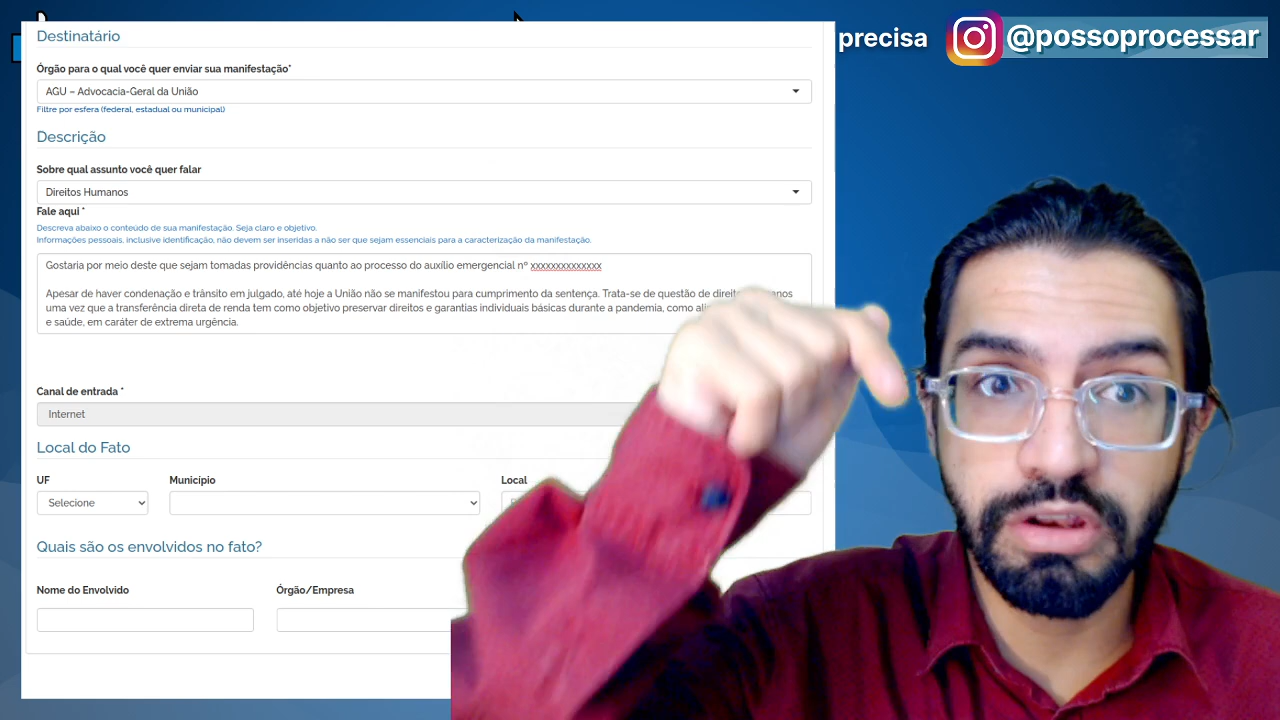 precisa @possoprocessar
Destinatário
Órgão para o qual você quer enviar sua manifestação*
AGU – Advocacia-Geral da União
Filtre por esfera (federal, estadual ou municipal)
Descrição
Sobre qual assunto você quer falar
Direitos Humanos
Fale aqui *
Descreva abaixo o conteúdo de sua manifestação. Seja claro e objetivo.
Informações pessoais, inclusive identificação, não devem ser inseridas a não ser que sejam essenciais para a caracterização da manifestação.
Gostaria por meio deste que sejam tomadas providências quanto ao processo do auxílio emergencial nº xxxxxxxxxxxxxx
Apesar de haver condenação e trânsito em julgado, até hoje a União não se manifestou para cumprimento da sentença. Trata-se de questão de
uma vez que a transferência direta de renda tem como objetivo preservar direitos e garantias individuais básicas durante a pandemia, como
e saúde, em caráter de extrema urgência.
Canal de entrada *
Internet
Local do Fato
UF Município Local
Selecione
Quais são os envolvidos no fato?
Nome do Envolvido Órgão/Empresa